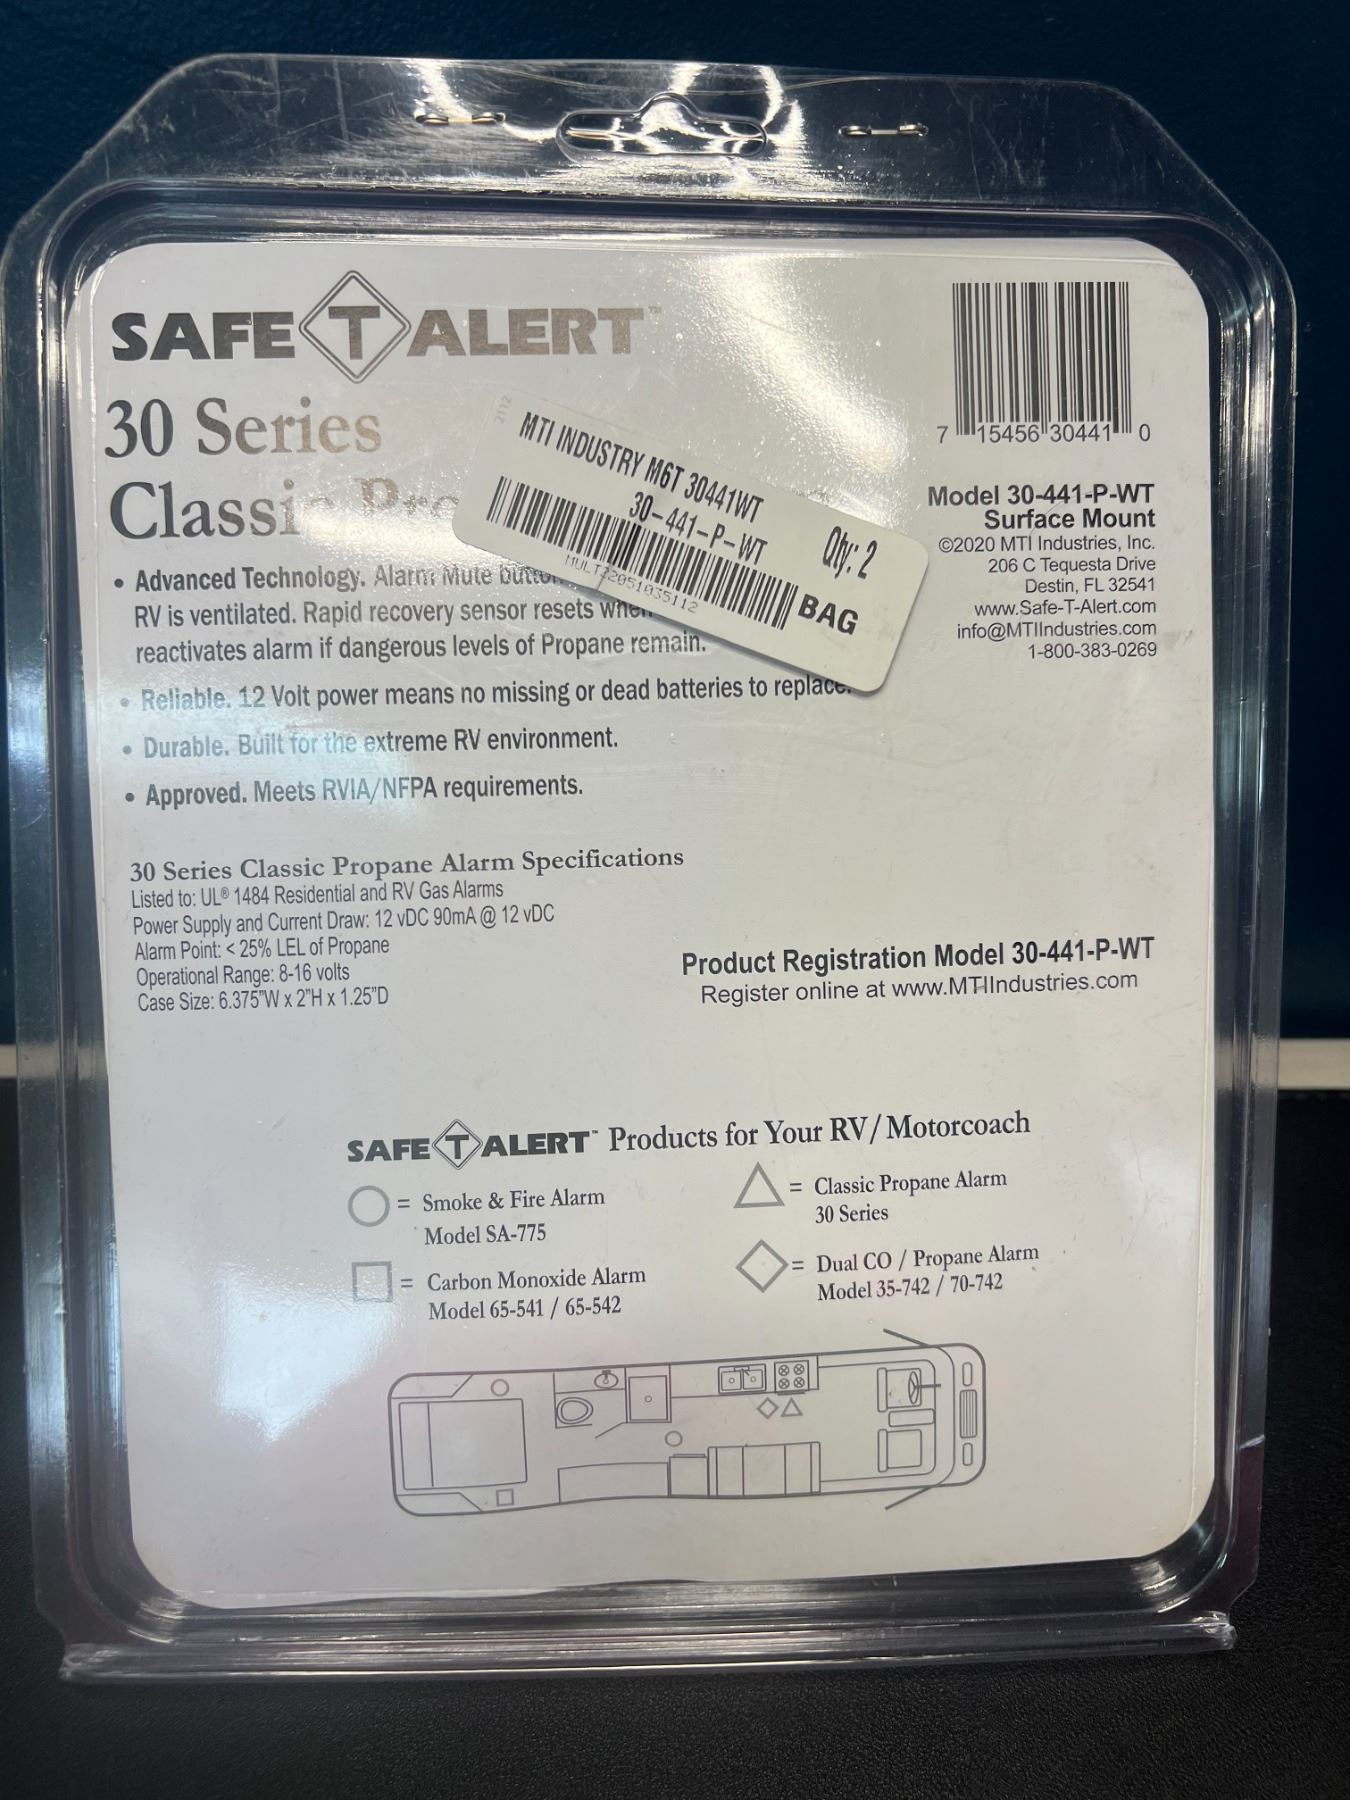 SAFE T ALERT™
30 Series
Classic
• Advanced Technology. Alarm Mute
RV is ventilated. Rapid recovery sensor resets
reactivates alarm if dangerous levels of Propane remain.
• Reliable. 12 Volt power means no missing or dead batteries to replace.
• Durable. Built for the extreme RV environment.
• Approved. Meets RVIA/NFPA requirements.
2112
MTI INDUSTRY M6T 30441WT
30-441-P-WT
Qty: 2
MULT22051035112
BAG
7 15456 30441 0
Model 30-441-P-WT
Surface Mount
©2020 MTI Industries, Inc.
206 C Tequesta Drive
Destin, FL 32541
www.Safe-T-Alert.com
info@MTIIndustries.com
1-800-383-0269
30 Series Classic Propane Alarm Specifications
Listed to: UL® 1484 Residential and RV Gas Alarms
Power Supply and Current Draw: 12 vDC 90mA @ 12 vDC
Alarm Point: < 25% LEL of Propane
Operational Range: 8-16 volts
Case Size: 6.375"W x 2"H x 1.25"D
Product Registration Model 30-441-P-WT
Register online at www.MTIIndustries.com
SAFE T ALERT™ Products for Your RV/Motorcoach
= Smoke & Fire Alarm
Model SA-775
= Carbon Monoxide Alarm
Model 65-541 / 65-542
= Classic Propane Alarm
30 Series
= Dual CO / Propane Alarm
Model 35-742 / 70-742